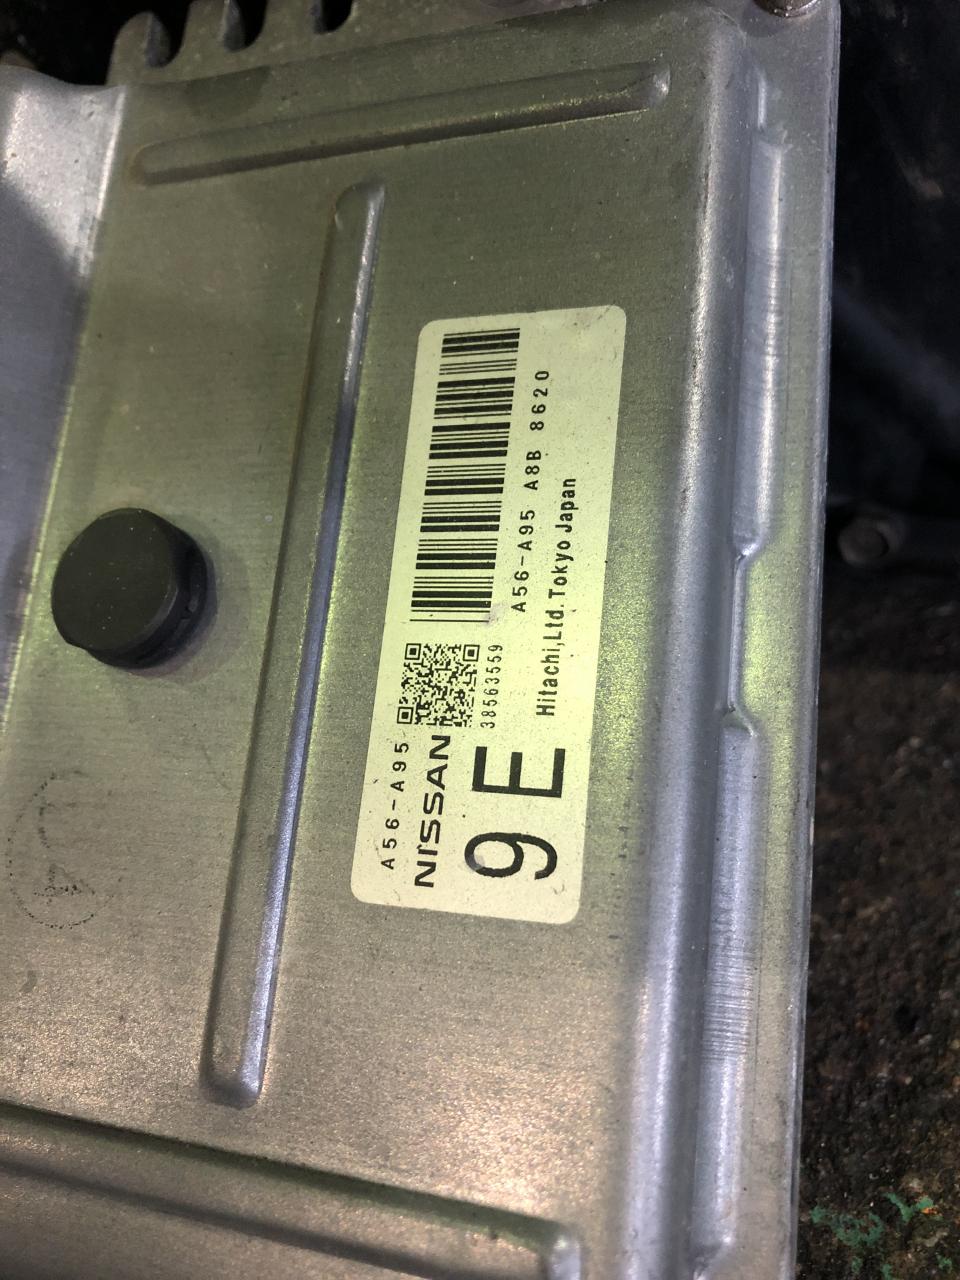 A56-A95
NISSAN
9E
38563559
A56-A95 A8B 8620
Hitachi,Ltd.Tokyo Japan